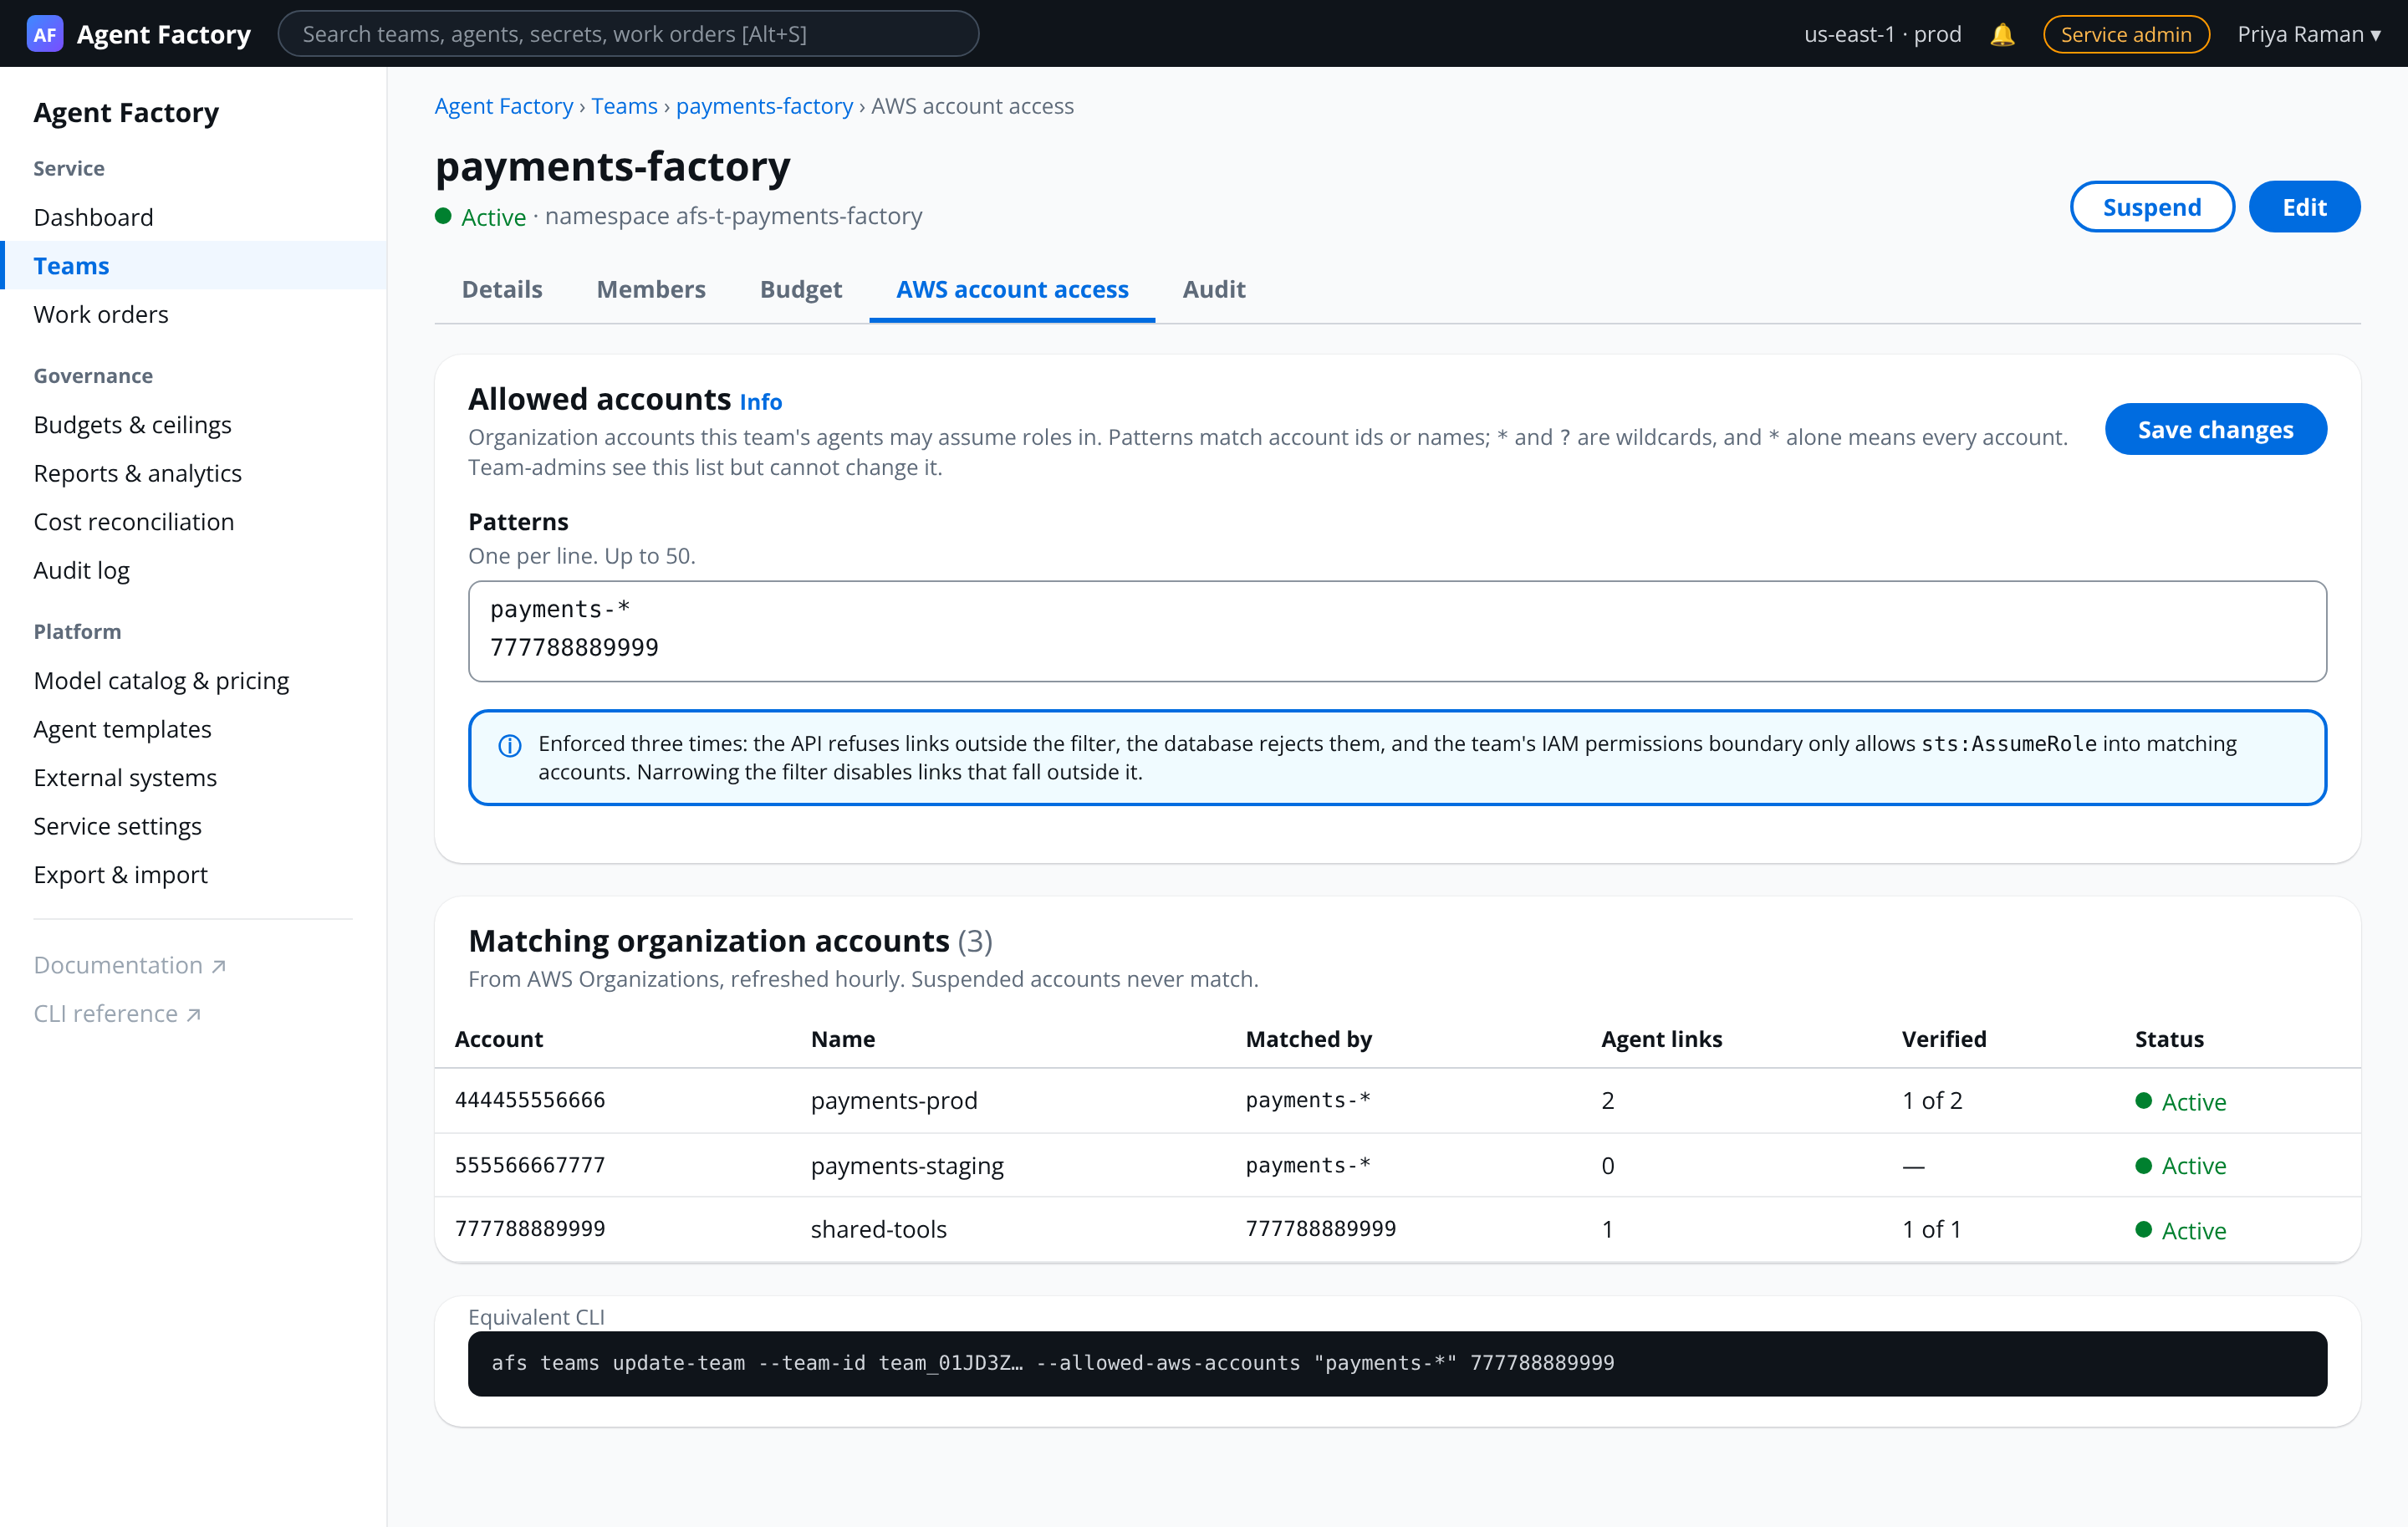 AF Agent Factory
Search teams, agents, secrets, work orders [Alt+S]
us-east-1 · prod
Service admin
Priya Raman ▾
Agent Factory
Service
Dashboard
Teams
Work orders
Governance
Budgets & ceilings
Reports & analytics
Cost reconciliation
Audit log
Platform
Model catalog & pricing
Agent templates
External systems
Service settings
Export & import
Documentation ↗
CLI reference ↗
Agent Factory › Teams › payments-factory › AWS account access
payments-factory
Active · namespace afs-t-payments-factory
Suspend
Edit
Details Members Budget AWS account access Audit
Allowed accounts Info
Organization accounts this team's agents may assume roles in. Patterns match account ids or names; * and ? are wildcards, and * alone means every account.
Team-admins see this list but cannot change it.
Save changes
Patterns
One per line. Up to 50.
payments-*
777788889999
Enforced three times: the API refuses links outside the filter, the database rejects them, and the team's IAM permissions boundary only allows sts:AssumeRole into matching
accounts. Narrowing the filter disables links that fall outside it.
Matching organization accounts (3)
From AWS Organizations, refreshed hourly. Suspended accounts never match.
Account Name Matched by Agent links Verified Status
444455556666 payments-prod payments-* 2 1 of 2 Active
555566667777 payments-staging payments-* 0 — Active
777788889999 shared-tools 777788889999 1 1 of 1 Active
Equivalent CLI
afs teams update-team --team-id team_01JD3Z… --allowed-aws-accounts "payments-*" 777788889999